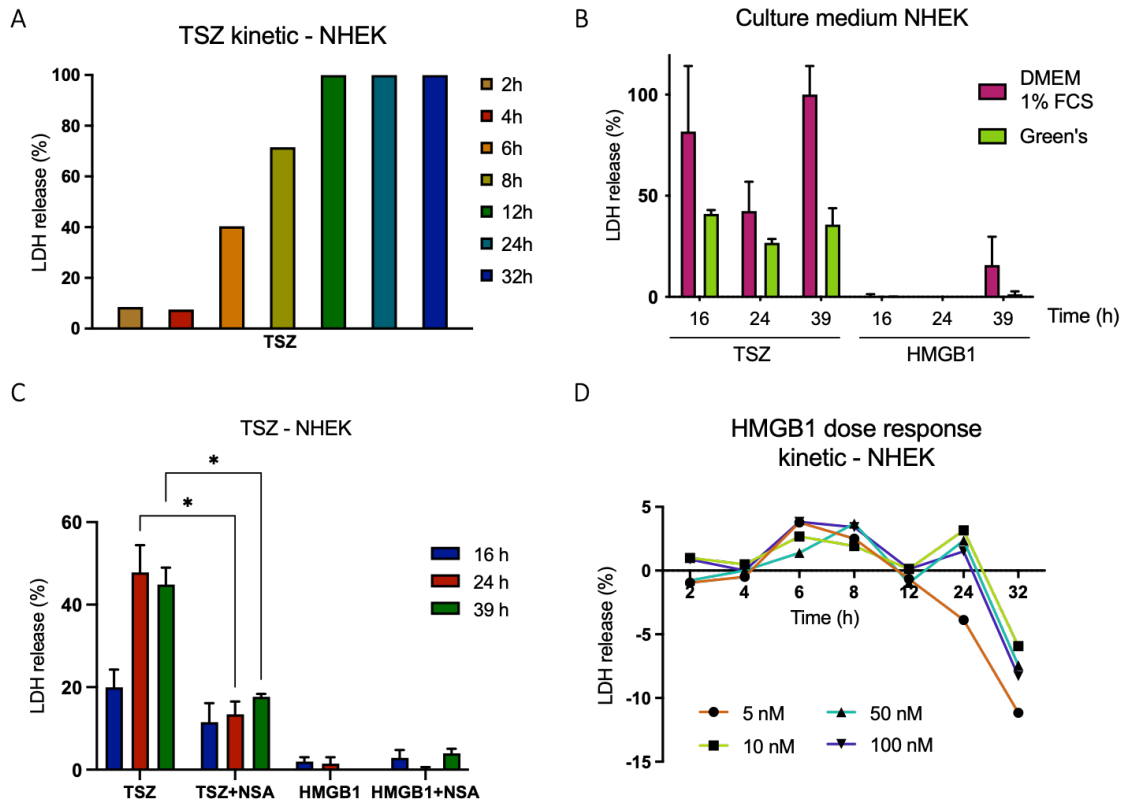 A
TSZ kinetic - NHEK
LDH release (%)
100
80
60
40
20
0
TSZ
2h
4h
6h
8h
12h
24h
32h
B
Culture medium NHEK
LDH release (%)
100
50
0
16 24 39 16 24 39 Time (h)
TSZ HMGB1
DMEM
1% FCS
Green's
C
TSZ - NHEK
LDH release (%)
60
40
20
0
* *
TSZ TSZ+NSA HMGB1 HMGB1+NSA
16 h
24 h
39 h
D
HMGB1 dose response
kinetic - NHEK
LDH release (%)
5
0
-5
-10
-15
2 4 6 8 12 24 32
Time (h)
5 nM 50 nM
10 nM 100 nM